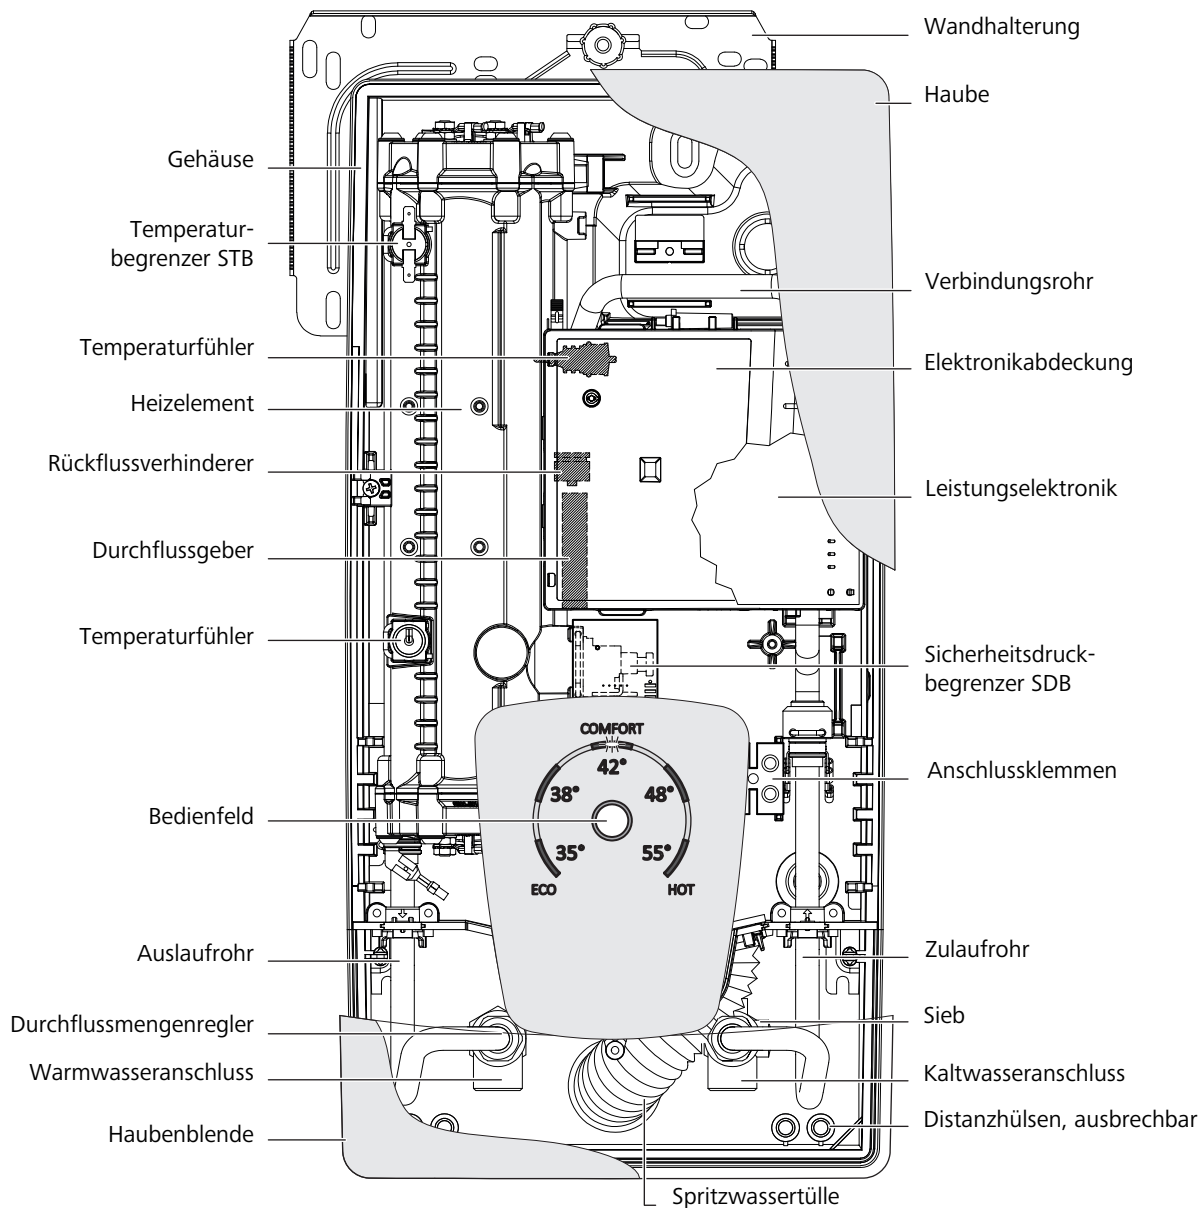 Wandhalterung
Haube
Gehäuse
Temperatur-
begrenzer STB
Verbindungsrohr
Temperaturfühler
Elektronikabdeckung
Heizelement
Rückflussverhinderer
Leistungselektronik
Durchflussgeber
Temperaturfühler
Sicherheitsdruck-
begrenzer SDB
COMFORT
42°
38°
48°
35°
55°
ECO
HOT
Anschlussklemmen
Bedienfeld
Auslaufrohr
Zulaufrohr
Durchflussmengenregler
Sieb
Warmwasseranschluss
Kaltwasseranschluss
Haubenblende
Distanzhülsen, ausbrechbar
Spritzwassertülle